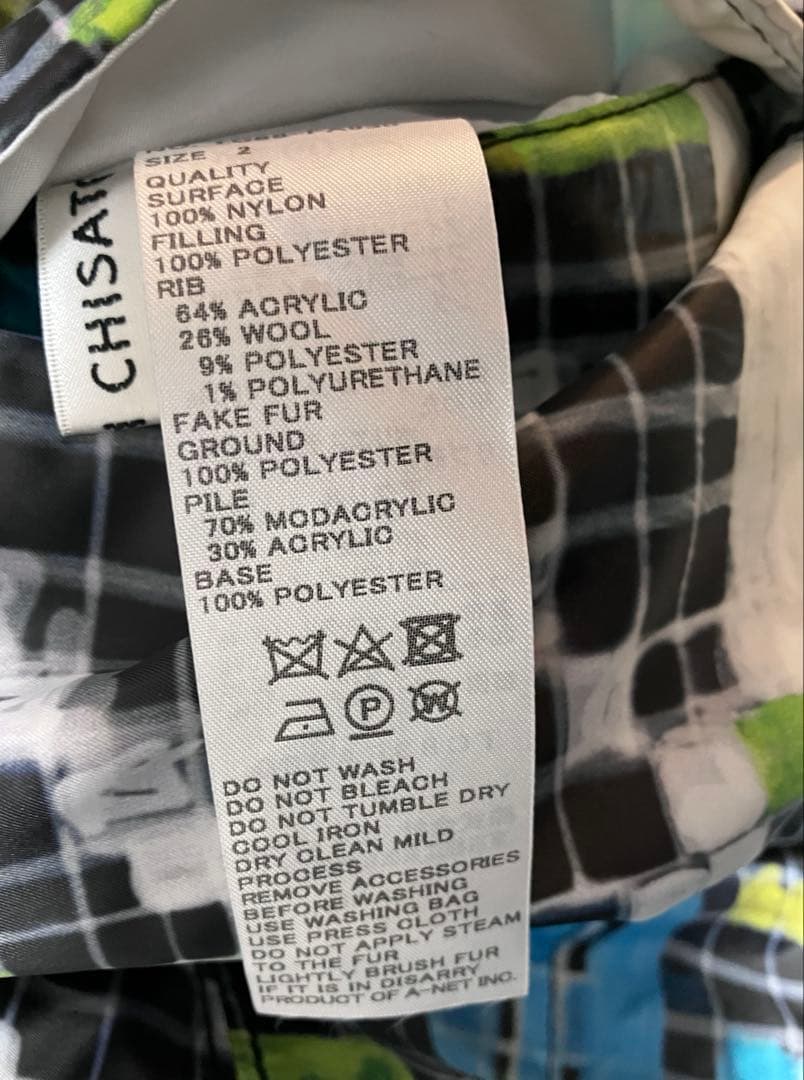 SIZE 2
QUALITY
SURFACE
100% NYLON
FILLING
100% POLYESTER
RIB
64% ACRYLIC
26% WOOL
9% POLYESTER
1% POLYURETHANE
FAKE FUR
GROUND
100% POLYESTER
PILE
70% MODACRYLIC
30% ACRYLIC
BASE
100% POLYESTER
P
W
DO NOT WASH
DO NOT BLEACH
DO NOT TUMBLE DRY
COOL IRON
DRY CLEAN MILD
PROCESS
REMOVE ACCESSORIES
BEFORE WASHING
USE WASHING BAG
USE PRESS CLOTH
DO NOT APPLY STEAM
TO THE FUR
LIGHTLY BRUSH FUR
IF IT IS IN DISARRY
PRODUCT OF A-NET INC.
CHISAT